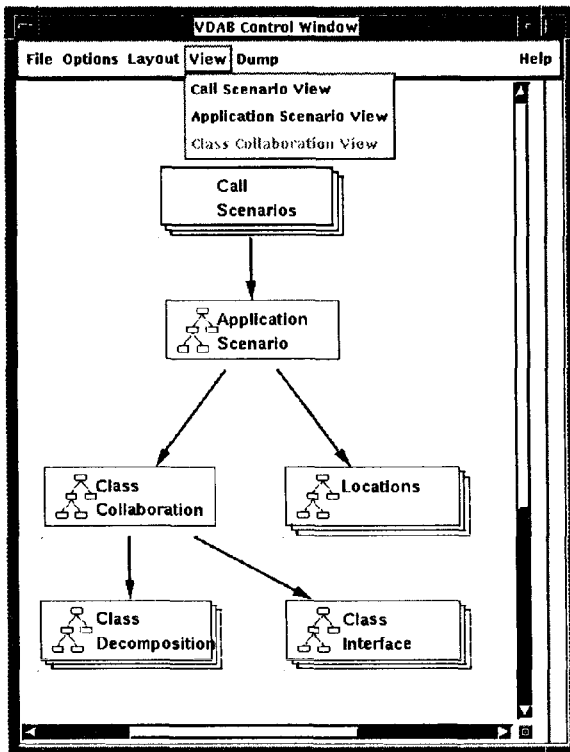 VDAB Control Window
File Options Layout View Dump Help
Call Scenario View
Application Scenario View
Class Collaboration View
Call
Scenarios
Application
Scenario
Class
Collaboration
Locations
Class
Decomposition
Class
Interface